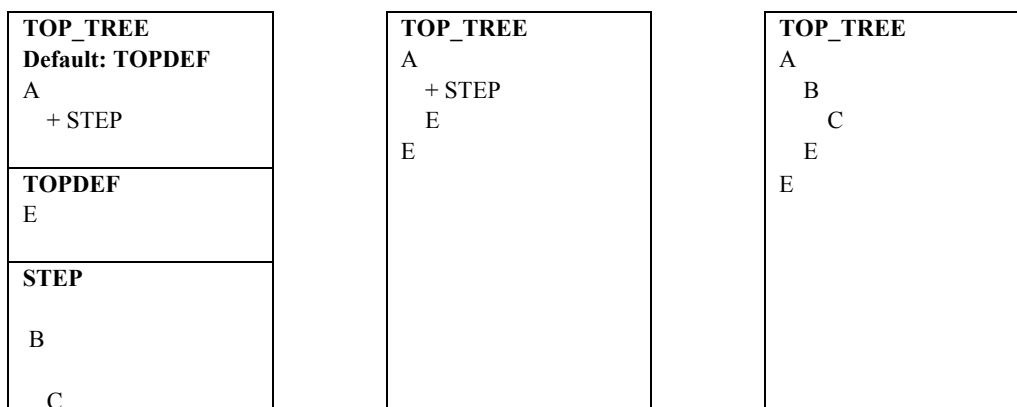 TOP_TREE
Default: TOPDEF
A
+ STEP
TOPDEF
E
STEP
B
C
TOP_TREE
A
+ STEP
E
E
TOP_TREE
A
B
C
E
E